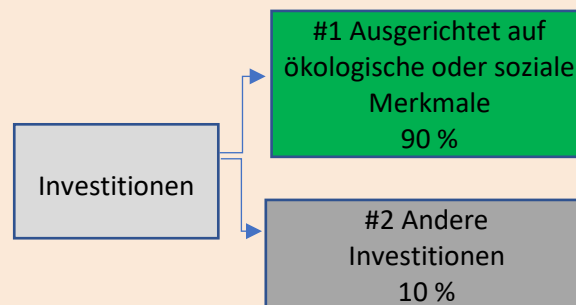 #1 Ausgerichtet auf
ökologische oder soziale
Merkmale
90 %
Investitionen
#2 Andere
Investitionen
10 %